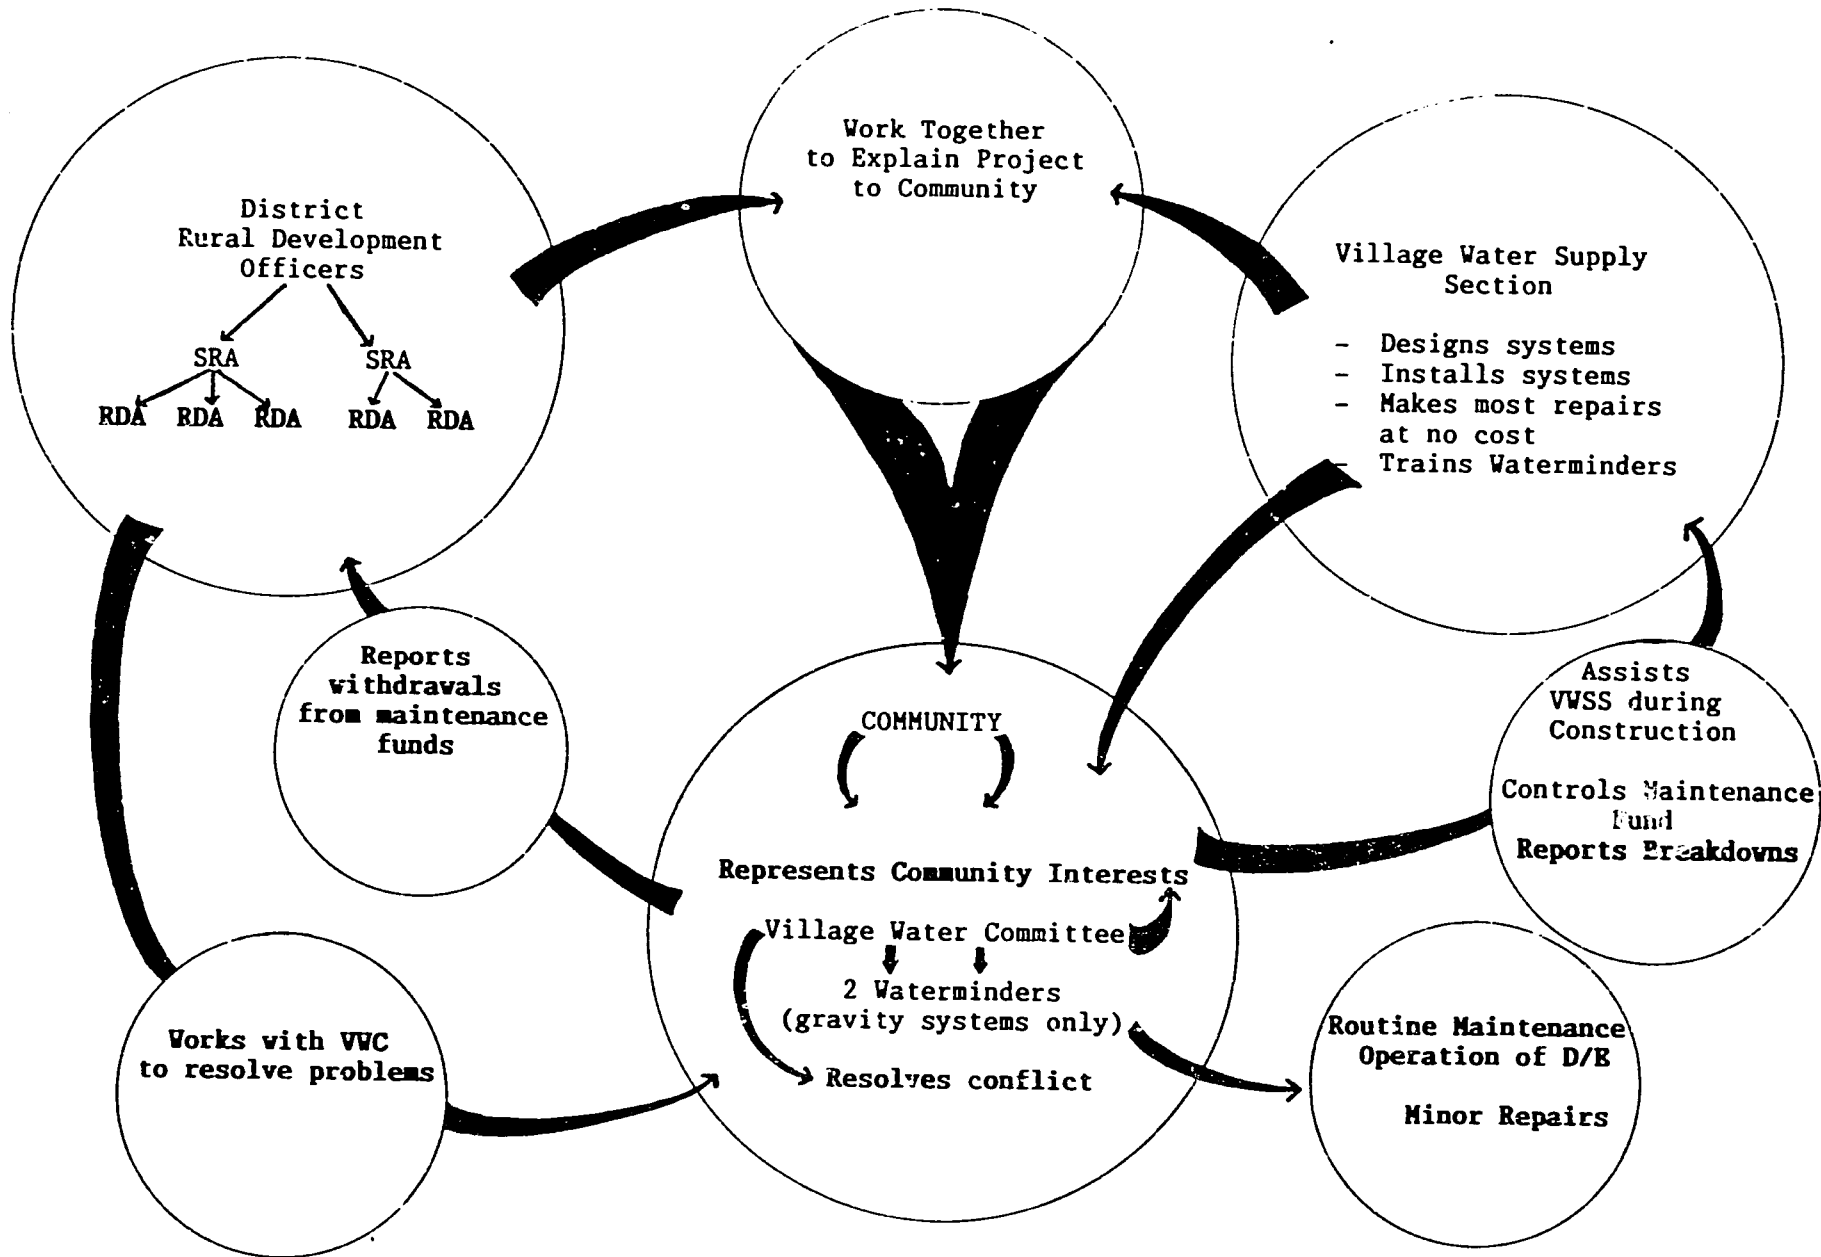 District
Rural Development
Officers
SRA SRA
RDA RDA RDA RDA RDA
Work Together
to Explain Project
to Community
Village Water Supply
Section
- Designs systems
- Installs systems
- Makes most repairs
at no cost
- Trains Waterminders
Reports
withdrawals
from maintenance
funds
COMMUNITY
Represents Community Interests
Village Water Committee
2 Waterminders
(gravity systems only)
Resolves conflict
Assists
VWSS during
Construction
Controls Maintenance
Fund
Reports Breakdowns
Works with VWC
to resolve problems
Routine Maintenance
Operation of D/E
Minor Repairs